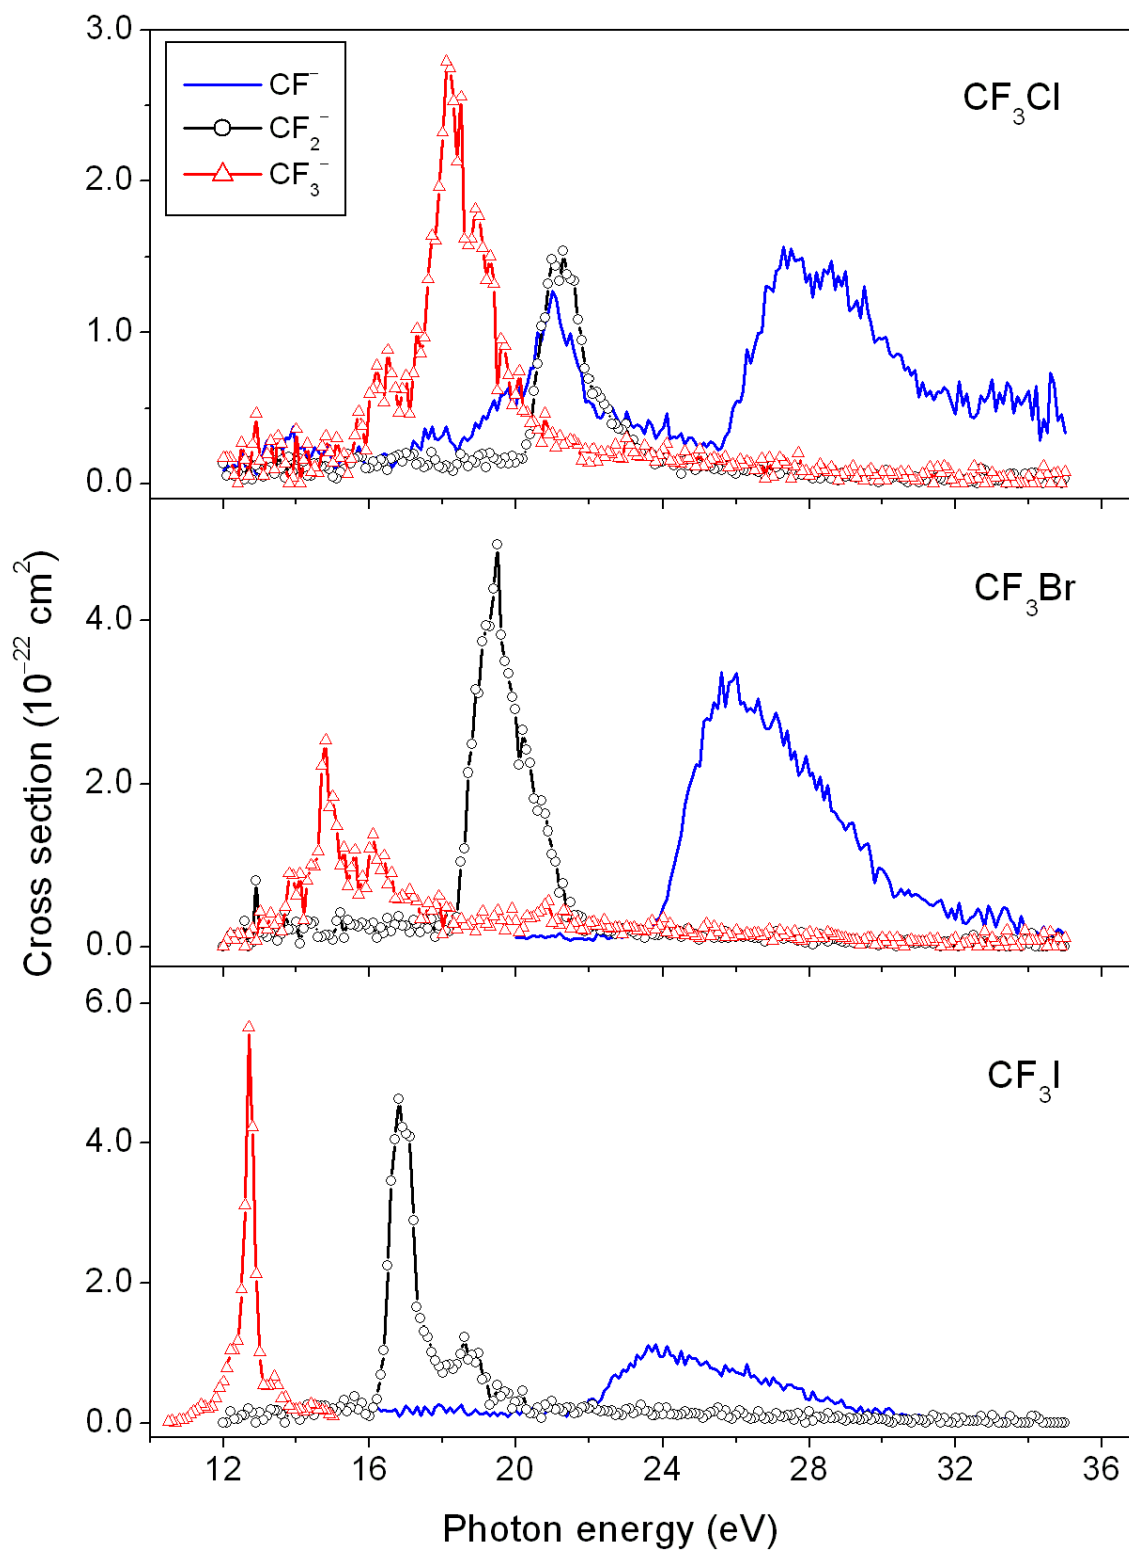 3.0
CF⁻
CF₂⁻
CF₃⁻
CF₃Cl
2.0
1.0
0.0
CF₃Br
4.0
2.0
0.0
Cross section (10⁻²² cm²)
6.0
CF₃I
4.0
2.0
0.0
12 16 20 24 28 32 36
Photon energy (eV)